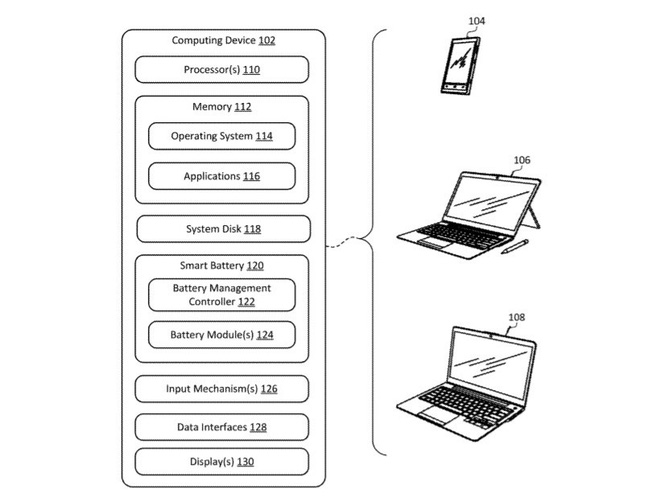 Computing Device 102
Processor(s) 110
Memory 112
Operating System 114
Applications 116
System Disk 118
Smart Battery 120
Battery Management
Controller 122
Battery Module(s) 124
Input Mechanism(s) 126
Data Interfaces 128
Display(s) 130
104
106
108